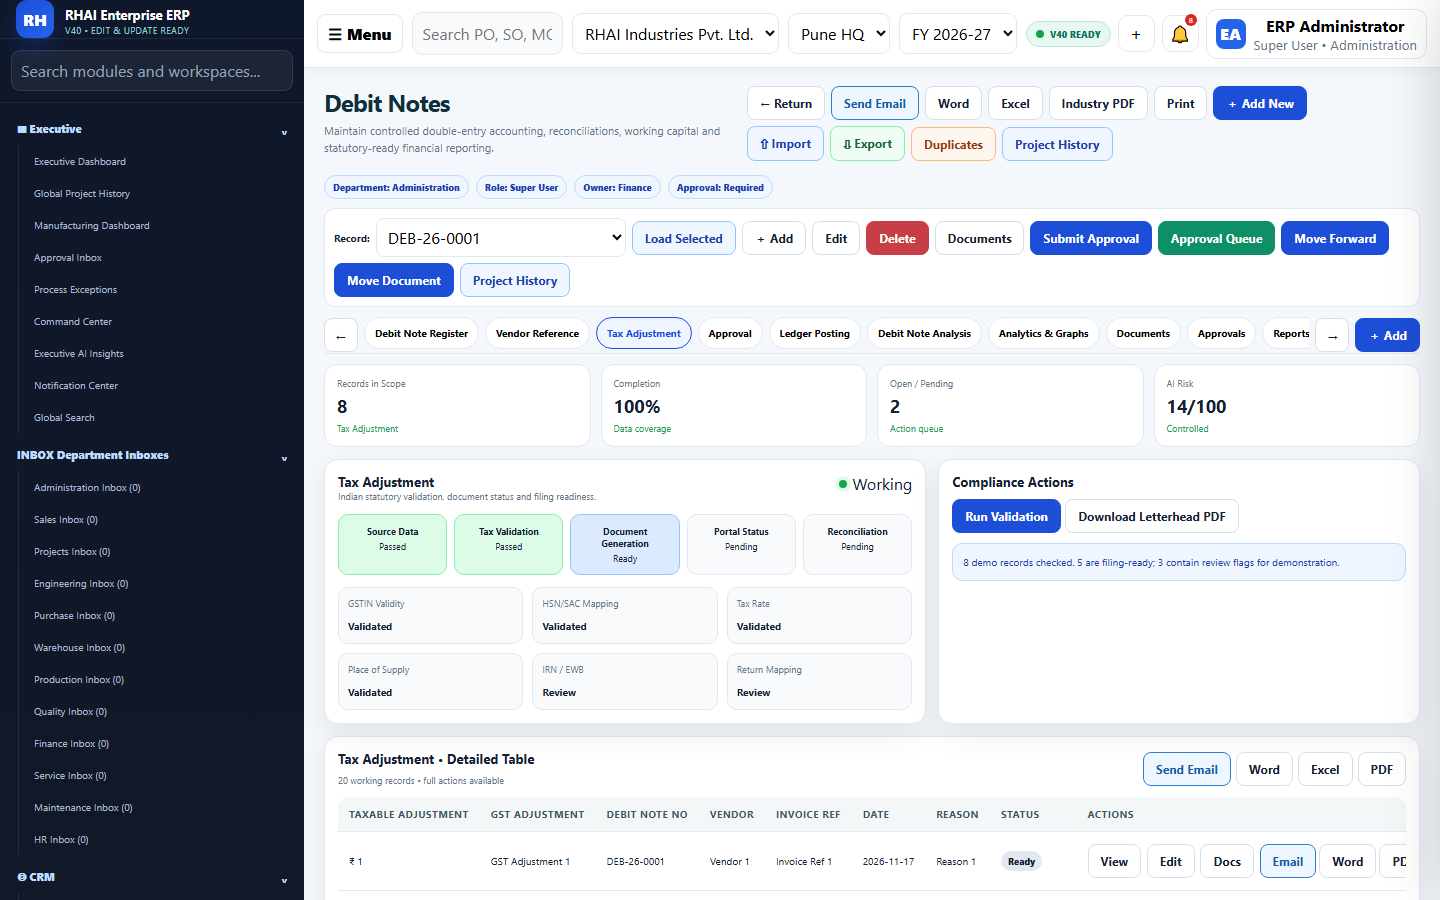 RH
RHAI Enterprise ERP
V40 • EDIT & UPDATE READY
Search modules and workspaces...
Executive
Executive Dashboard
Global Project History
Manufacturing Dashboard
Approval Inbox
Process Exceptions
Command Center
Executive AI Insights
Notification Center
Global Search
INBOX Department Inboxes
Administration Inbox (0)
Sales Inbox (0)
Projects Inbox (0)
Engineering Inbox (0)
Purchase Inbox (0)
Warehouse Inbox (0)
Production Inbox (0)
Quality Inbox (0)
Finance Inbox (0)
Service Inbox (0)
Maintenance Inbox (0)
HR Inbox (0)
CRM
☰ Menu
Search PO, SO, MC
RHAI Industries Pvt. Ltd.
Pune HQ
FY 2026-27
V40 READY
+
8
EA
ERP Administrator
Super User • Administration
Debit Notes
Maintain controlled double-entry accounting, reconciliations, working capital and
statutory-ready financial reporting.
← Return
Send Email
Word
Excel
Industry PDF
Print
+ Add New
⇧ Import
⇩ Export
Duplicates
Project History
Department: Administration
Role: Super User
Owner: Finance
Approval: Required
Record:
DEB-26-0001
Load Selected
+ Add
Edit
Delete
Documents
Submit Approval
Approval Queue
Move Forward
Move Document
Project History
←
Debit Note Register
Vendor Reference
Tax Adjustment
Approval
Ledger Posting
Debit Note Analysis
Analytics & Graphs
Documents
Approvals
Reports
→
+ Add
Records in Scope
8
Tax Adjustment
Completion
100%
Data coverage
Open / Pending
2
Action queue
AI Risk
14/100
Controlled
Tax Adjustment
Indian statutory validation, document status and filing readiness.
Working
Source Data
Passed
Tax Validation
Passed
Document
Generation
Ready
Portal Status
Pending
Reconciliation
Pending
GSTIN Validity
Validated
HSN/SAC Mapping
Validated
Tax Rate
Validated
Place of Supply
Validated
IRN / EWB
Review
Return Mapping
Review
Compliance Actions
Run Validation
Download Letterhead PDF
8 demo records checked. 5 are filing-ready; 3 contain review flags for demonstration.
Tax Adjustment • Detailed Table
20 working records • full actions available
Send Email
Word
Excel
PDF
TAXABLE ADJUSTMENT GST ADJUSTMENT DEBIT NOTE NO VENDOR INVOICE REF DATE REASON STATUS ACTIONS
₹ 1 GST Adjustment 1 DEB-26-0001 Vendor 1 Invoice Ref 1 2026-11-17 Reason 1 Ready View Edit Docs Email Word PD